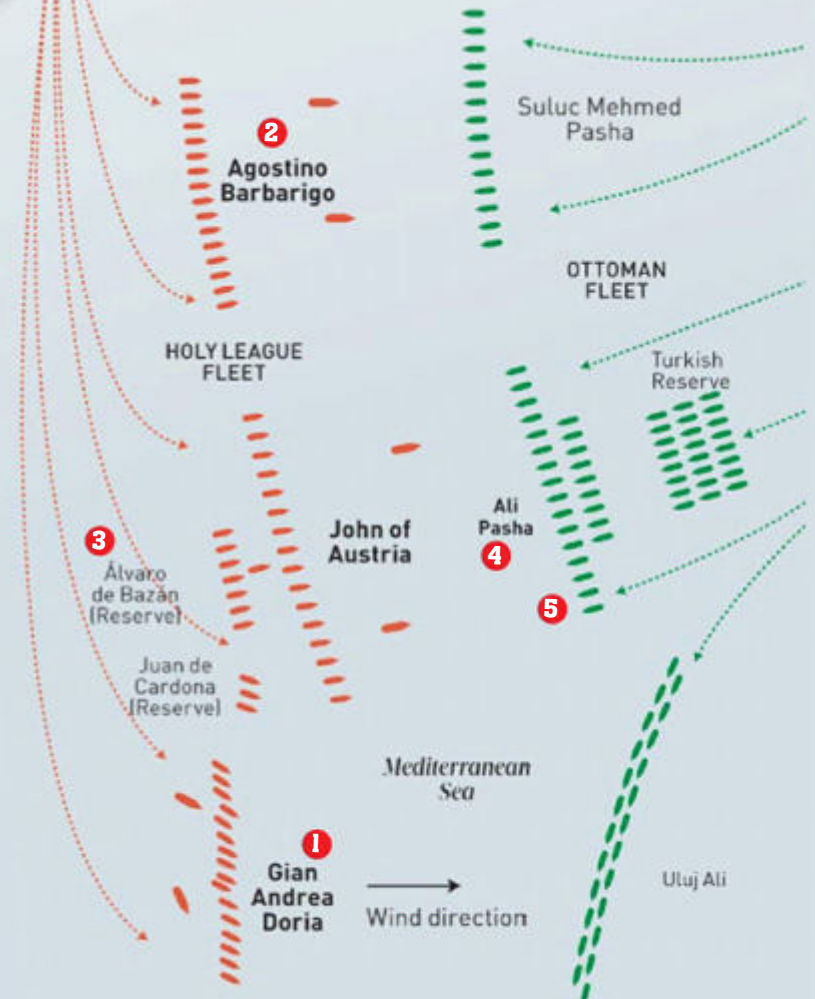 Suluc Mehmed
Pasha
2
Agostino
Barbarigo
OTTOMAN
FLEET
HOLY LEAGUE
FLEET
Turkish
Reserve
Ali
Pasha
4
John of
Austria
3
Álvaro
de Bazán
(Reserve)
5
Juan de
Cardona
(Reserve)
Mediterranean
Sea
1
Gian
Andrea
Doria
Wind direction
Uluj Ali